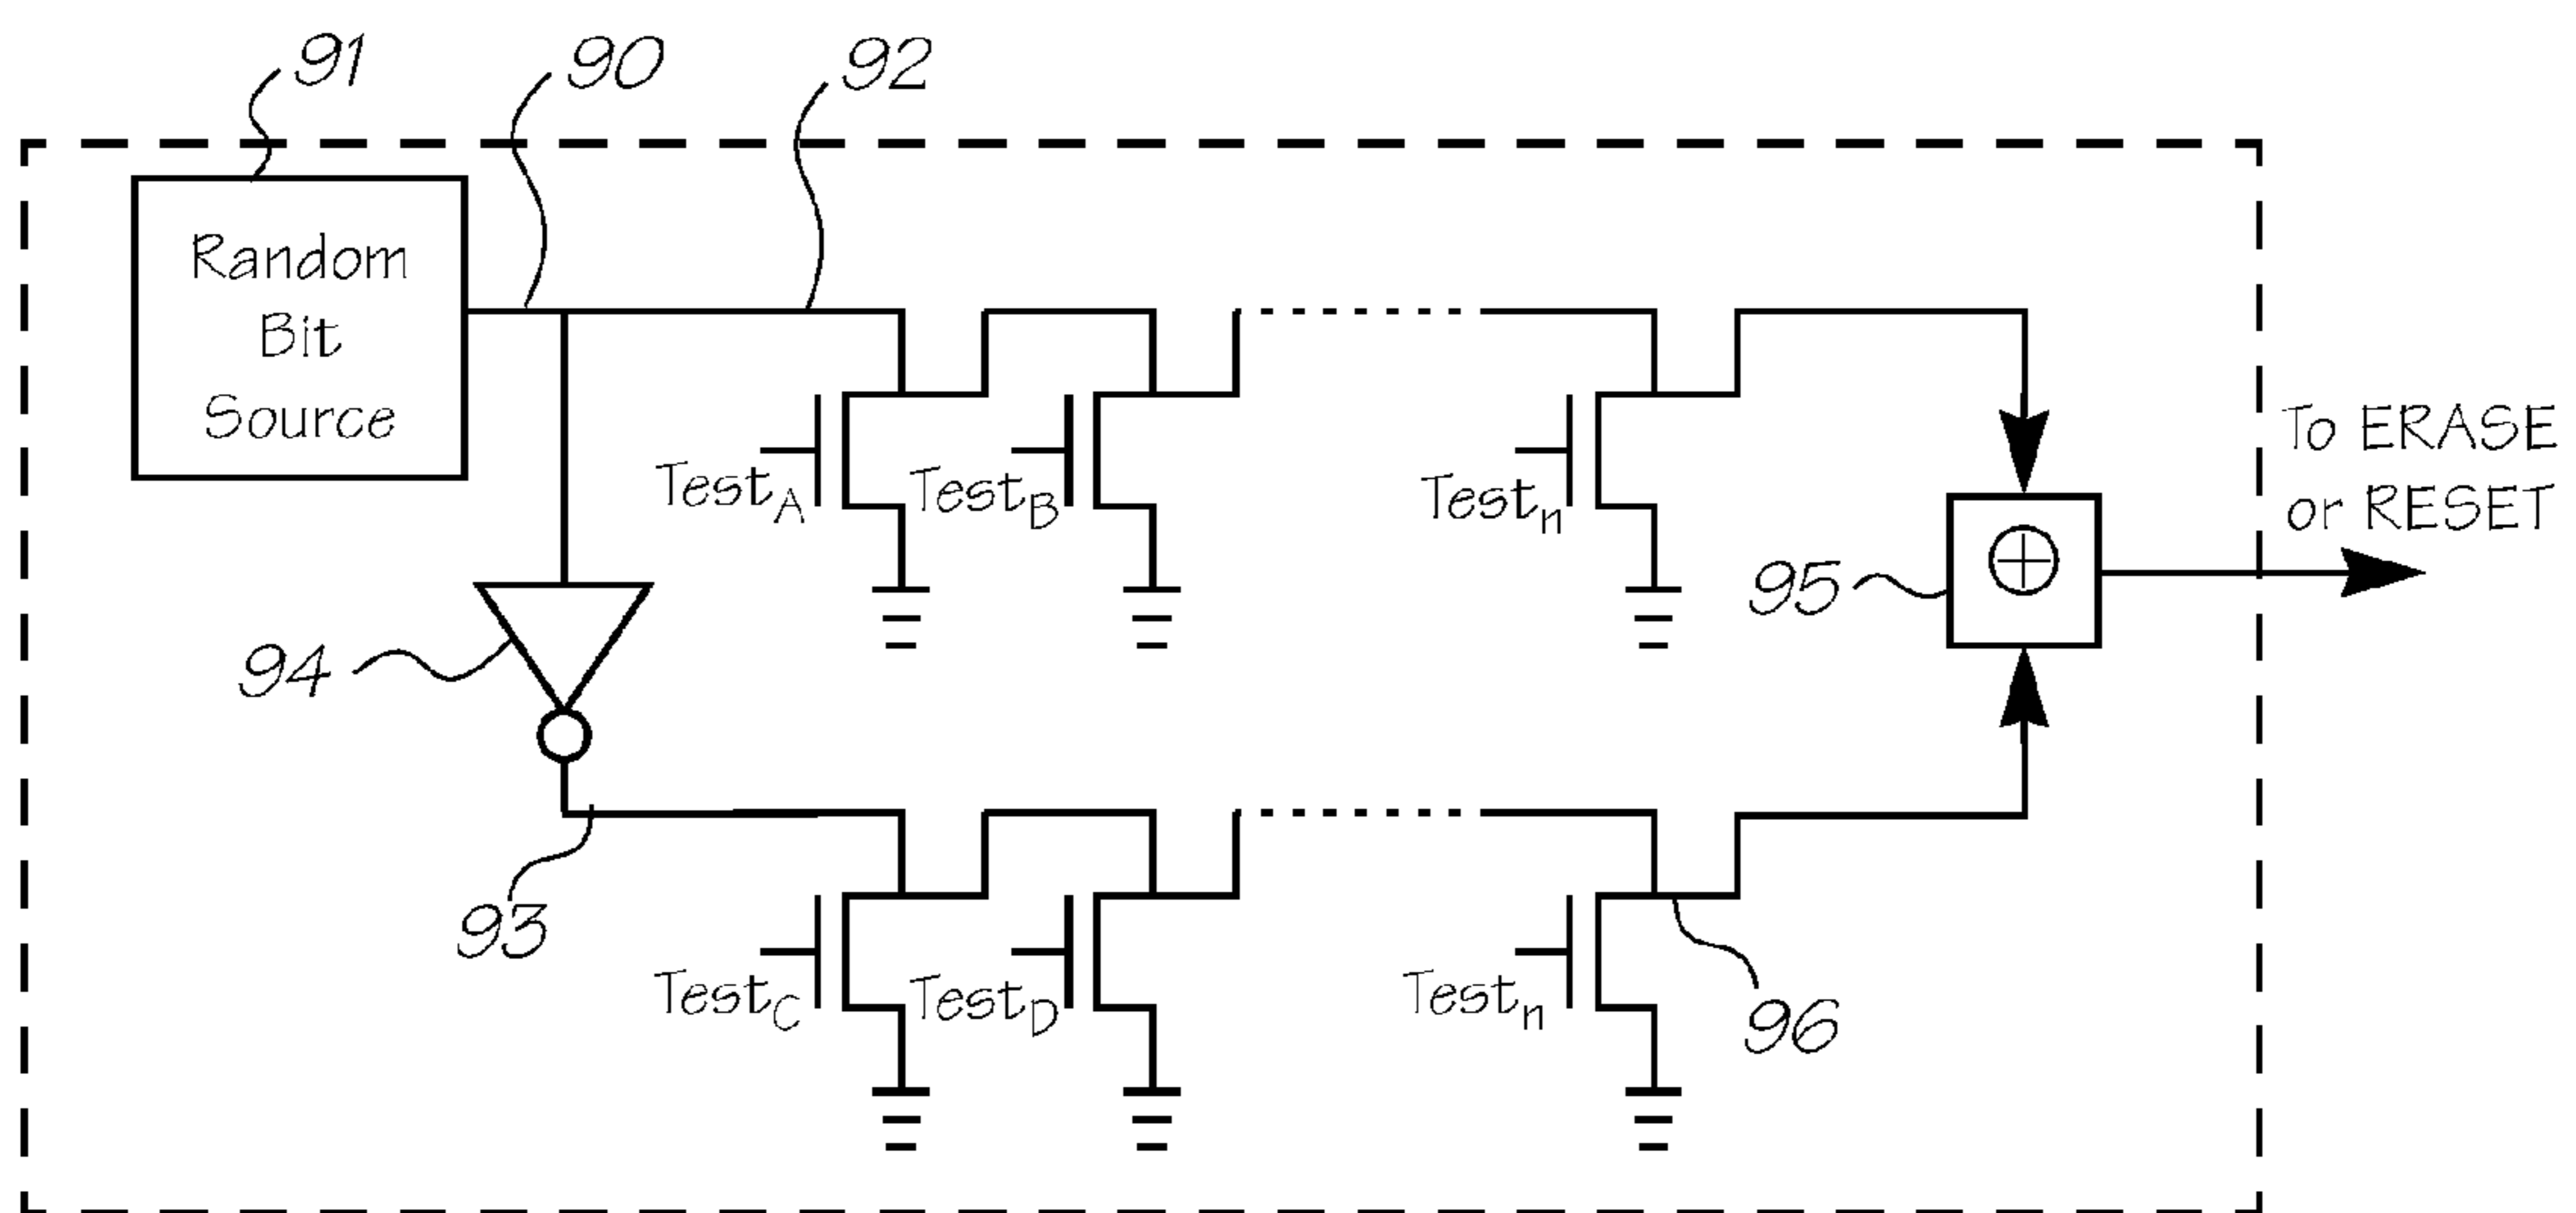 91
90
92
Random
Bit
Source
To ERASE
or RESET
TestA
TestB
Testn
95
94
93
TestC
TestD
Testn
96